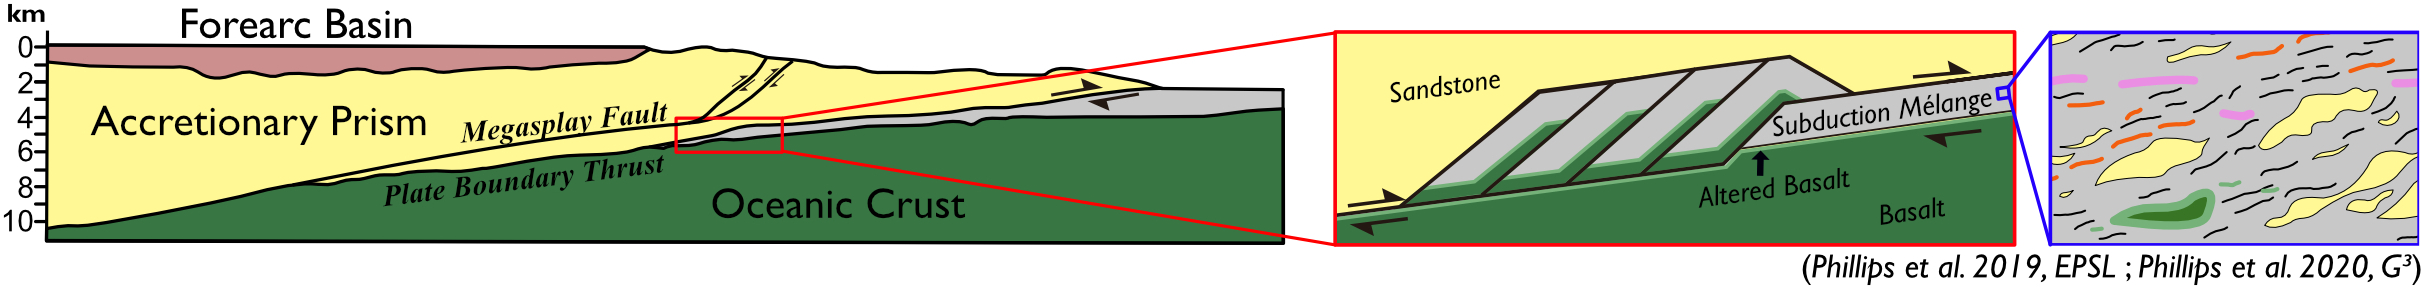 km
Forearc Basin
0
2
4
6
8
10
Accretionary Prism
Megasplay Fault
Plate Boundary Thrust
Oceanic Crust
Sandstone
Subduction Mélange
Altered Basalt
Basalt
(Phillips et al. 2019, EPSL ; Phillips et al. 2020, G³)